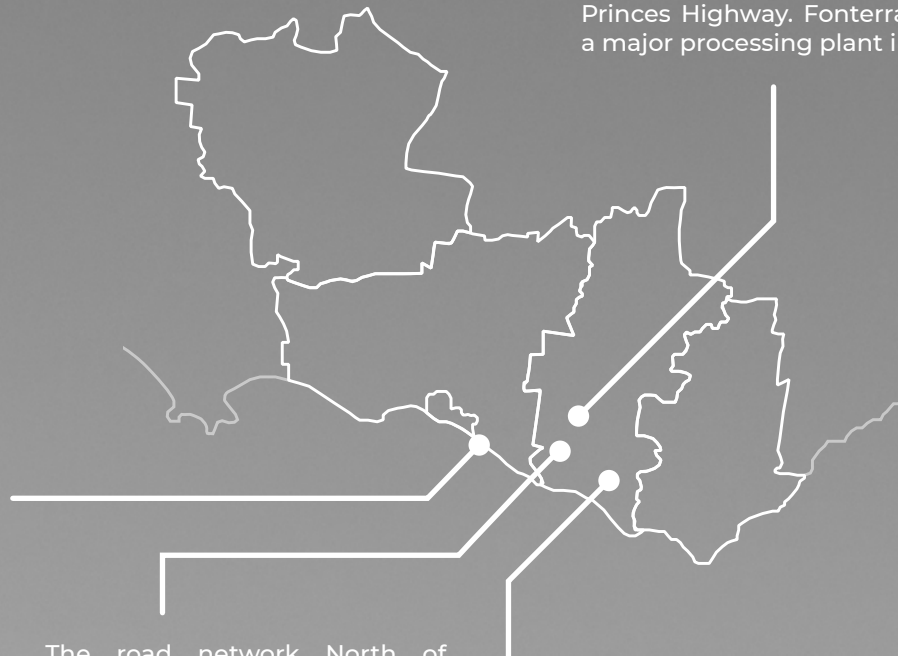 Princes Highway. Fonterra
a major processing plant i
The road network North of